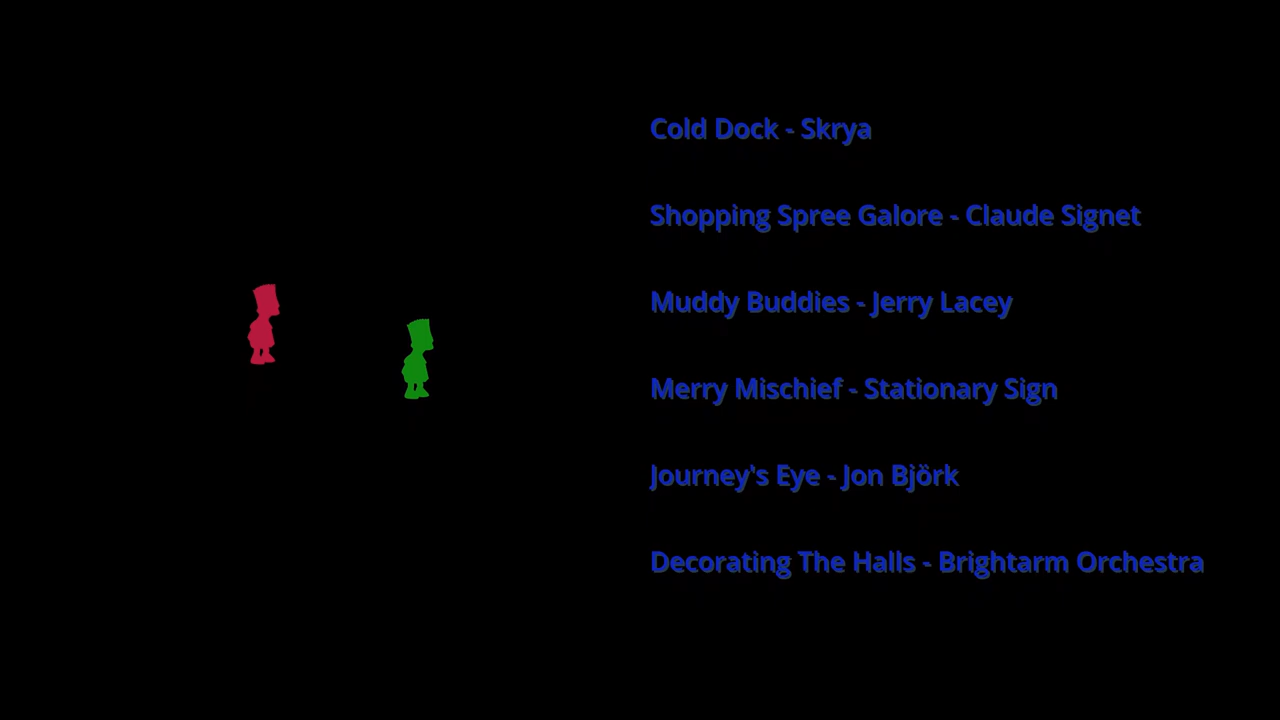 Cold Dock - Skrya
Shopping Spree Galore - Claude Signet
Muddy Buddies - Jerry Lacey
Merry Mischief - Stationary Sign
Journey's Eye - Jon Björk
Decorating The Halls - Brightarm Orchestra